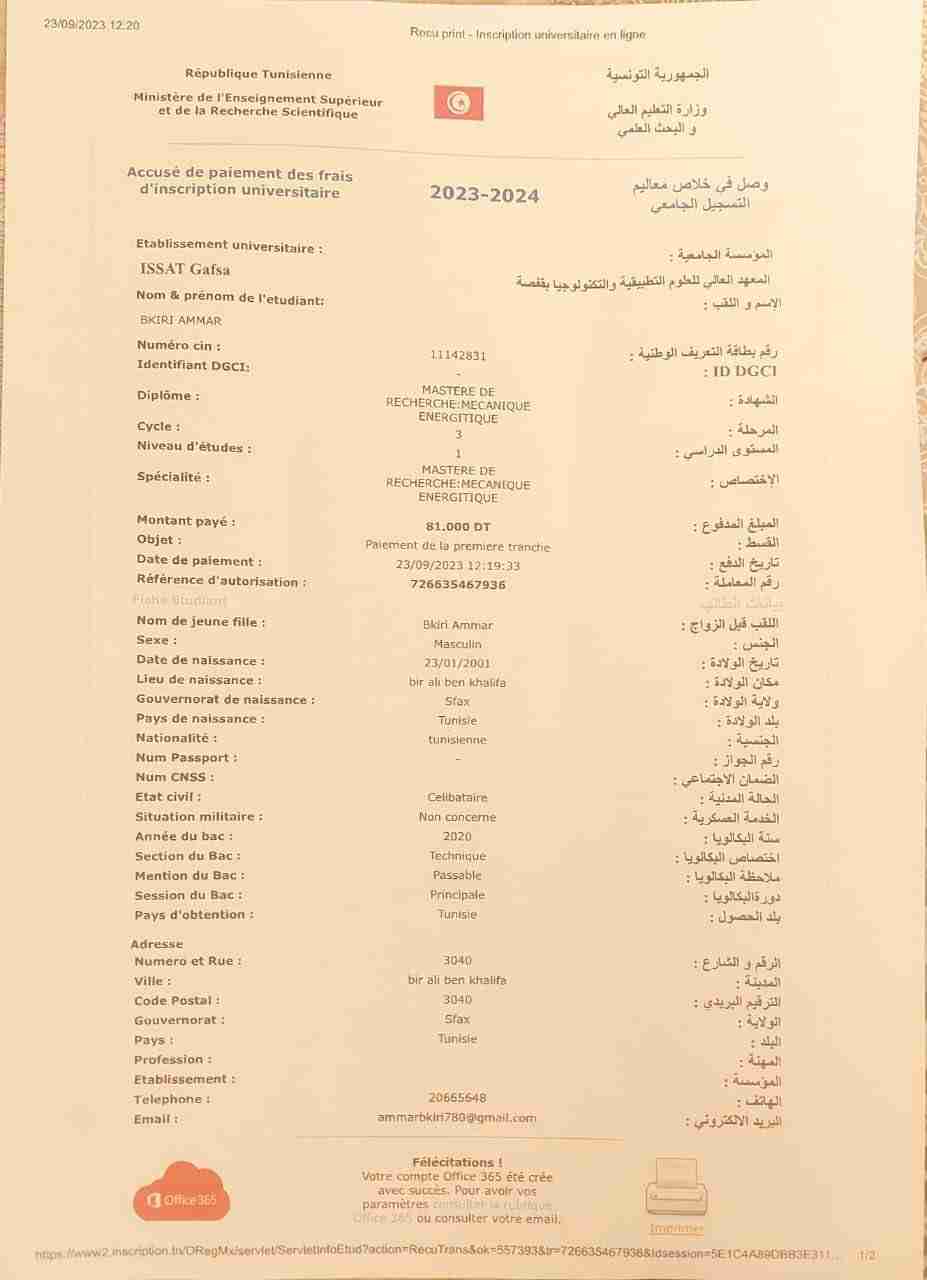 23/09/2023 12:20
Recu print - Inscription universitaire en ligne
République Tunisienne
الجمهورية التونسية
Ministère de l'Enseignement Supérieur
et de la Recherche Scientifique
وزارة التعليم العالي
و البحث العلمي
Accusé de paiement des frais
d'inscription universitaire
2023-2024
وصل في خلاص معاليم
التسجيل الجامعي
Etablissement universitaire :
المؤسسة الجامعية :
ISSAT Gafsa
المعهد العالي للعلوم التطبيقية والتكنولوجيا بقفصة
Nom & prénom de l'etudiant:
الاسم و اللقب :
BKIRI AMMAR
Numéro cin : 11142831 رقم بطاقة التعريف الوطنية :
Identifiant DGCI: - : ID DGCI
Diplôme : MASTERE DE
RECHERCHE:MECANIQUE
ENERGITIQUE الشهادة :
Cycle : 3 المرحلة :
Niveau d'études : 1 المستوى الدراسي :
Spécialité : MASTERE DE
RECHERCHE:MECANIQUE
ENERGITIQUE الإختصاص :
Montant payé : 81.000 DT المبلغ المدفوع :
Objet : Paiement de la premiere tranche القسط :
Date de paiement : 23/09/2023 12:19:33 تاريخ الدفع :
Référence d'autorisation : 726635467936 رقم المعاملة :
Fiche Etudiant بيانات الطالب
Nom de jeune fille : Bkiri Ammar اللقب قبل الزواج :
Sexe : Masculin الجنس :
Date de naissance : 23/01/2001 تاريخ الولادة :
Lieu de naissance : bir ali ben khalifa مكان الولادة :
Gouvernorat de naissance : Sfax ولاية الولادة :
Pays de naissance : Tunisie بلد الولادة :
Nationalité : tunisienne الجنسية :
Num Passport : - رقم الجواز :
Num CNSS : الضمان الاجتماعي :
Etat civil : Celibataire الحالة المدنية :
Situation militaire : Non concerne الخدمة العسكرية :
Année du bac : 2020 سنة البكالويا :
Section du Bac : Technique اختصاص البكالويا :
Mention du Bac : Passable ملاحظة البكالويا :
Session du Bac : Principale دورةالبكالويا :
Pays d'obtention : Tunisie بلد الحصول :
Adresse
Numero et Rue : 3040 الرقم و الشارع :
Ville : bir ali ben khalifa المدينة :
Code Postal : 3040 الترقيم البريدي :
Gouvernorat : Sfax الولاية :
Pays : Tunisie البلد :
Profession : المهنة :
Etablissement : المؤسسة :
Telephone : 20665648 الهاتف :
Email : ammarbkiri780@gmail.com البريد الالكتروني :
Félécitations !
Votre compte Office 365 été crée
avec succès. Pour avoir vos
paramètres consulter la rubrique
Office 365 ou consulter votre email.
Office 365
Imprimer
https://www2.inscription.tn/ORegMx/servlet/ServletInfoEtud?action=RecuTrans&ok=557393&tr=726635467936&Idsession=5E1C4A89DBB3E311... 1/2